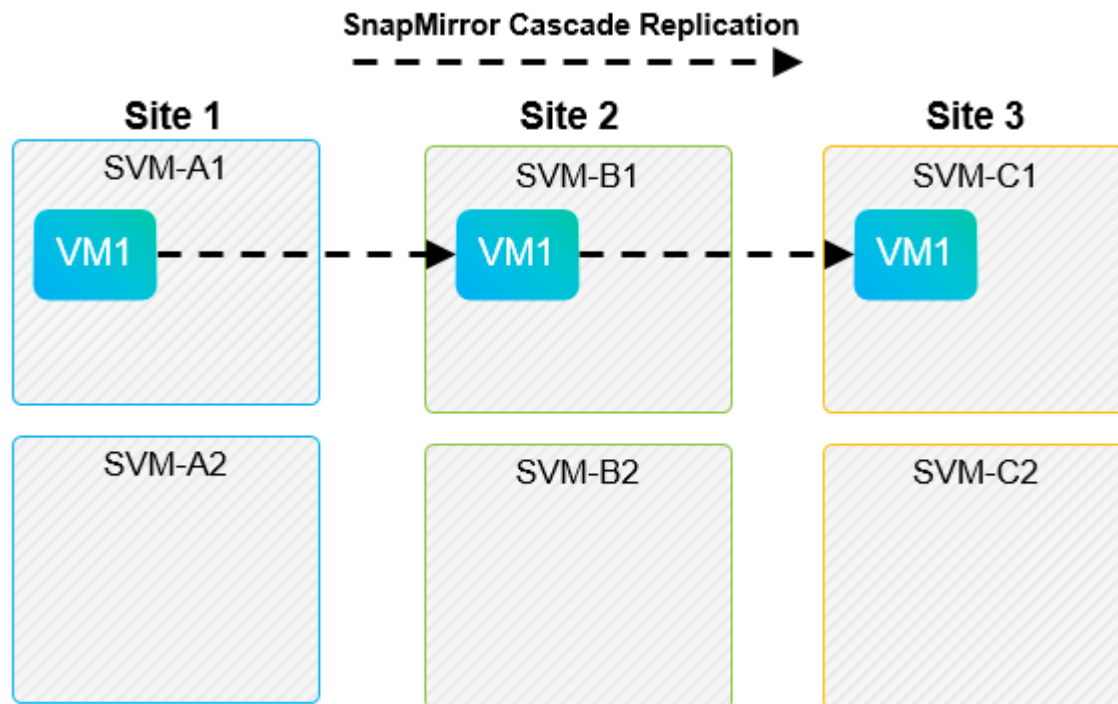 SnapMirror Cascade Replication
Site 1
Site 2
Site 3
SVM-A1
SVM-B1
SVM-C1
VM1
VM1
VM1
SVM-A2
SVM-B2
SVM-C2